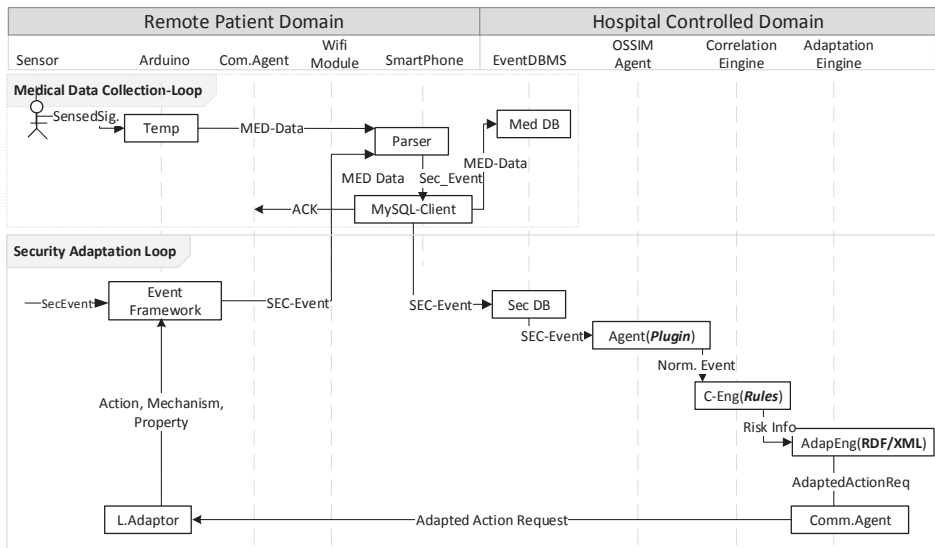 Remote Patient Domain
Hospital Controlled Domain
Sensor
Arduino
Com.Agent
Wifi
Module
SmartPhone
EventDBMS
OSSIM
Agent
Correlation
Eingine
Adaptation
Eingine
Medical Data Collection-Loop
SensedSig.
Temp
MED-Data
Parser
Med DB
MED-Data
MED Data
Sec_Event
ACK
MySQL-Client
Security Adaptation Loop
SecEvent
Event
Framework
SEC-Event
SEC-Event
Sec DB
SEC-Event
Agent(Plugin)
Norm. Event
C-Eng(Rules)
Action, Mechanism,
Property
Risk Info
AdapEng(RDF/XML)
AdaptedActionReq
L.Adaptor
Adapted Action Request
Comm.Agent